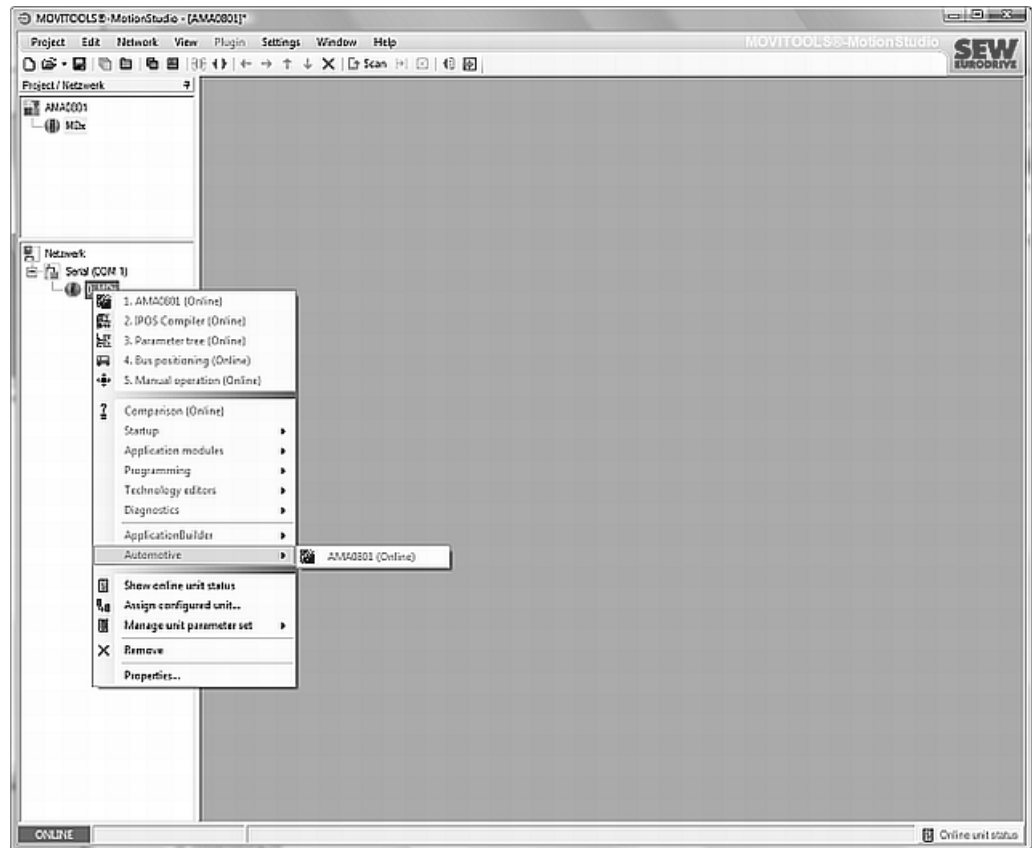 MOVITOOLS®-MotionStudio - [AMA0801]*
Project Edit Network View Plugin Settings Window Help
MOVITOOLS®-MotionStudio
SEW
EURODRIVE
Scan
Project / Netzwerk
AMA0801
MDx
Netzwerk
Serial (COM 1)
1. AMA0801 (Online)
2. IPOS Compiler (Online)
3. Parameter tree (Online)
4. Bus positioning (Online)
5. Manual operation (Online)
Comparison (Online)
Startup
Application modules
Programming
Technology editors
Diagnostics
ApplicationBuilder
Automotive
AMA0801 (Online)
Show online unit status
Assign configured unit...
Manage unit parameter set
Remove
Properties...
ONLINE
Online unit status